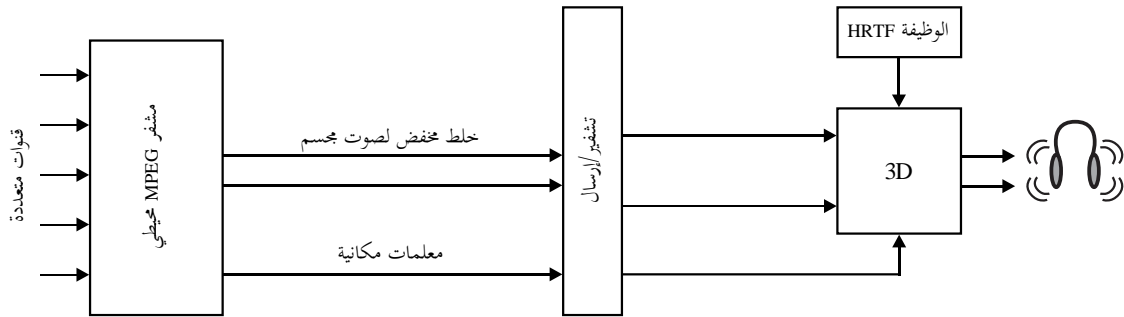 الوظيفة HRTF
قنوات متعددة
مشفر MPEG محيطي
خلط مخفض لصوت مجسم
معلمات مكانية
تشفير/إرسال
3D